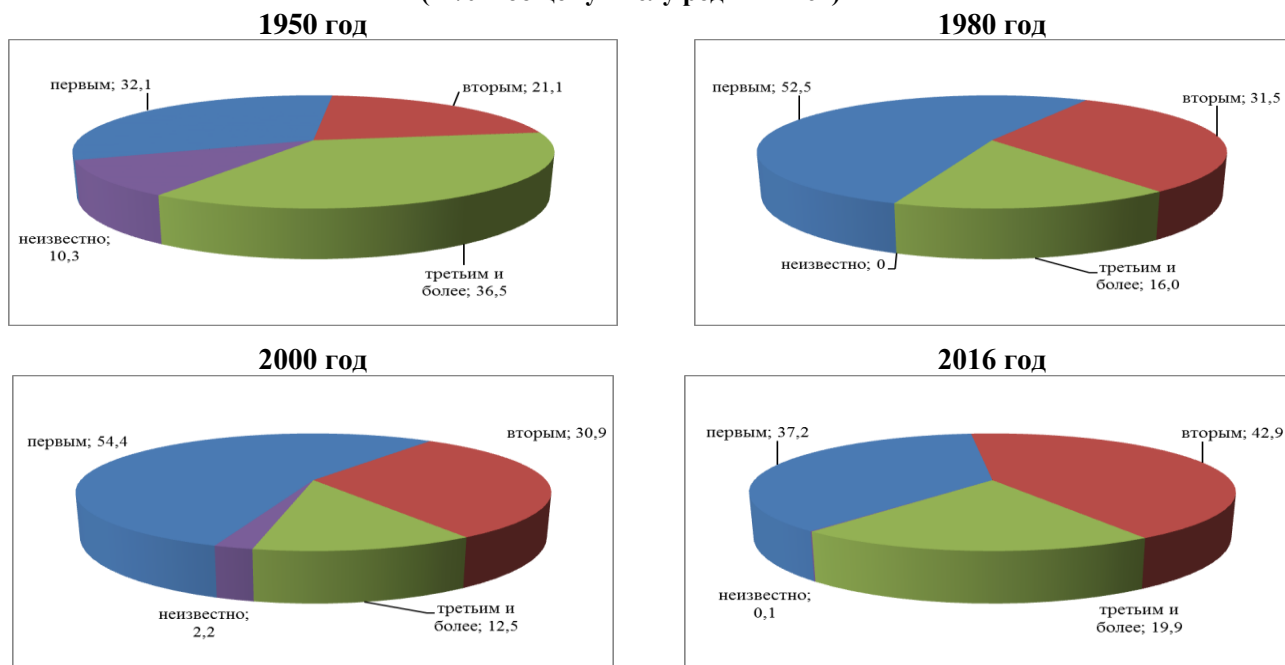 1950 год
1980 год
первым; 32,1
вторым; 21,1
неизвестно;
10,3
третьим и
более; 36,5
первым; 52,5
вторым; 31,5
неизвестно; 0
третьим и
более; 16,0
2000 год
2016 год
первым; 54,4
вторым; 30,9
неизвестно;
2,2
третьим и
более; 12,5
первым; 37,2
вторым; 42,9
неизвестно;
0,1
третьим и
более; 19,9